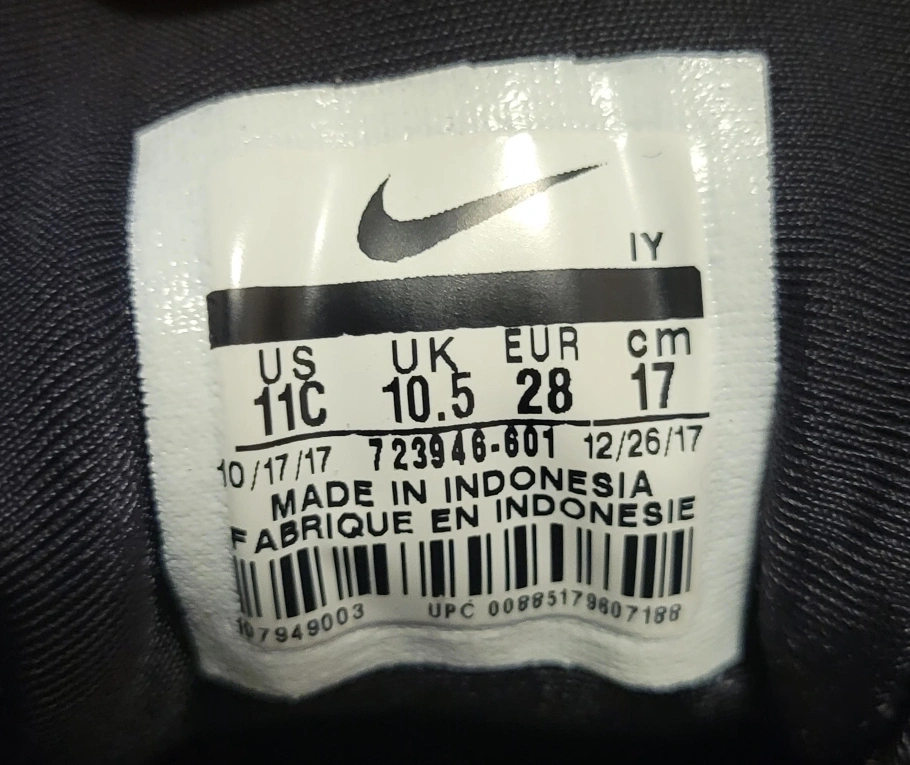 IY
US UK EUR cm
11C 10.5 28 17
10/17/17 723946-601 12/26/17
MADE IN INDONESIA
FABRIQUE EN INDONESIE
107949003 UPC 00885179607188